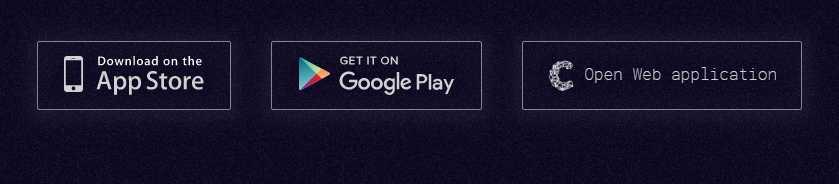 Download on the
App Store
GET IT ON
Google Play
Open Web application